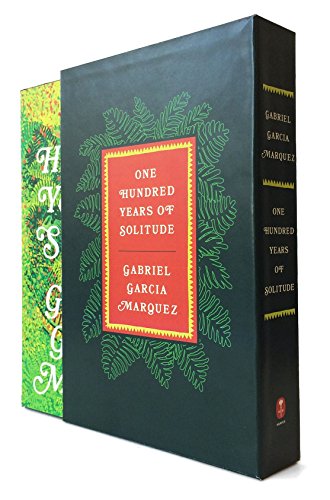 ONE
HUNDRED
YEARS OF
SOLITUDE
GABRIEL
GARCIA
MARQUEZ
GABRIEL
GARCIA
MARQUEZ
ONE
HUNDRED
YEARS
OF
SOLITUDE
H
Y
S
G
G
M